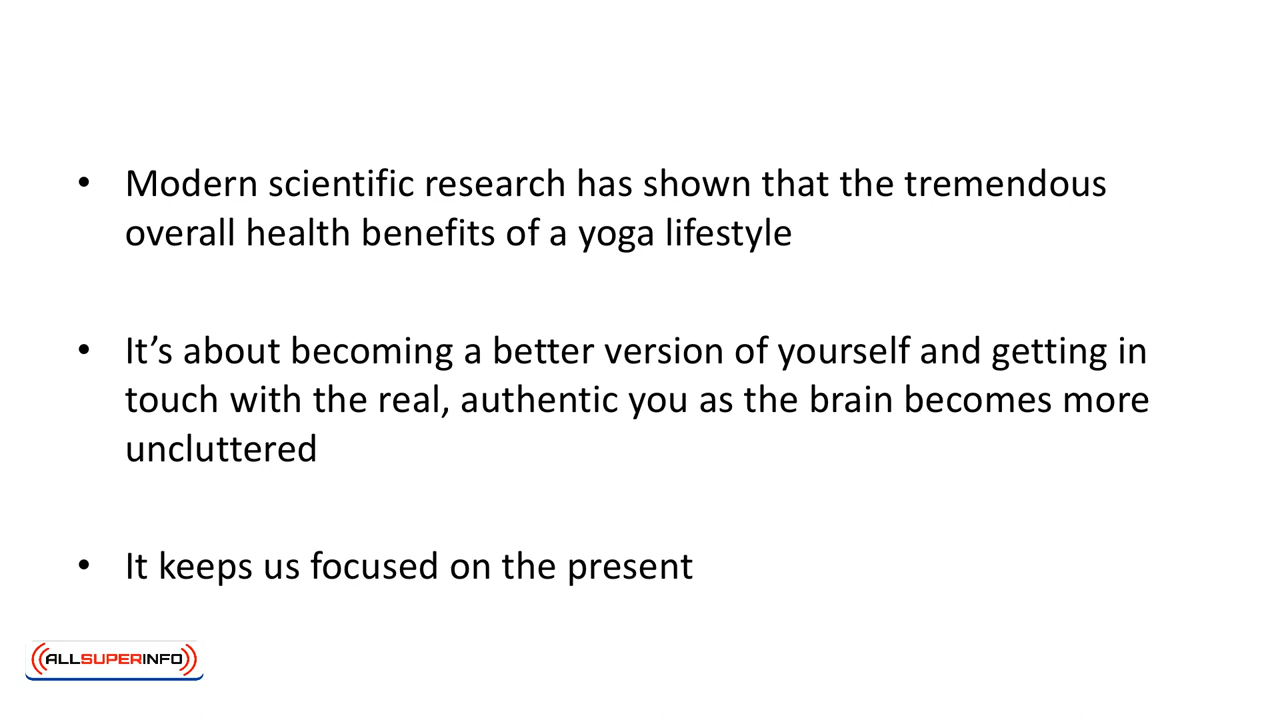 • Modern scientific research has shown that the tremendous
overall health benefits of a yoga lifestyle
• It’s about becoming a better version of yourself and getting in
touch with the real, authentic you as the brain becomes more
uncluttered
• It keeps us focused on the present
ALLSUPERINFO